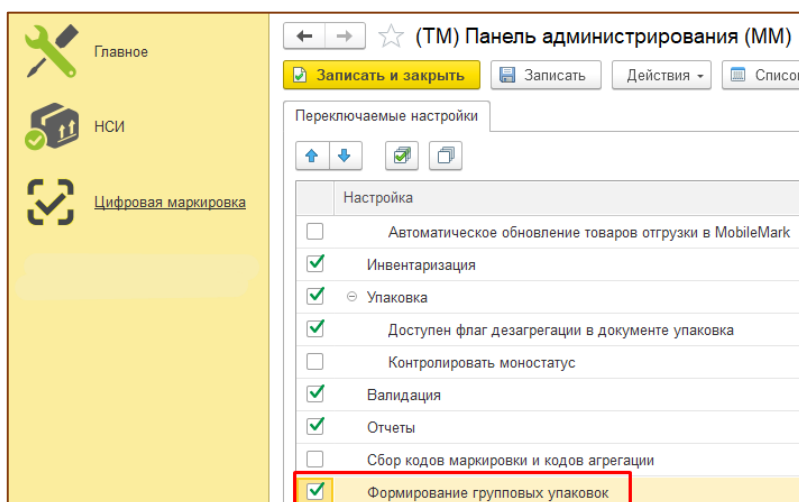 Главное
НСИ
Цифровая маркировка
(ТМ) Панель администрирования (ММ)
Записать и закрыть
Записать
Действия
Списо
Переключаемые настройки
Настройка
Автоматическое обновление товаров отгрузки в MobileMark
Инвентаризация
Упаковка
Доступен флаг дезагрегации в документе упаковка
Контролировать моностатус
Валидация
Отчеты
Сбор кодов маркировки и кодов агрегации
Формирование групповых упаковок